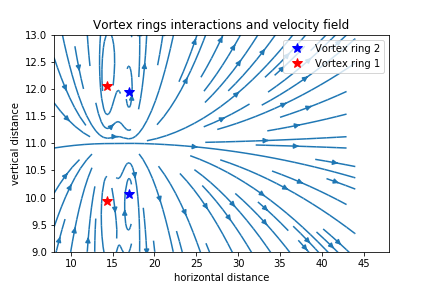 Vortex rings interactions and velocity field
Vortex ring 2
Vortex ring 1
vertical distance
13.0
12.5
12.0
11.5
11.0
10.5
10.0
9.5
9.0
10 15 20 25 30 35 40 45
horizontal distance